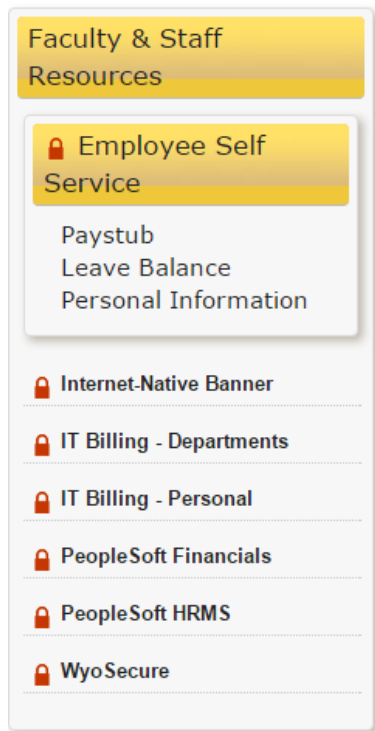 Faculty & Staff
Resources
Employee Self
Service
Paystub
Leave Balance
Personal Information
Internet-Native Banner
IT Billing - Departments
IT Billing - Personal
PeopleSoft Financials
PeopleSoft HRMS
WyoSecure